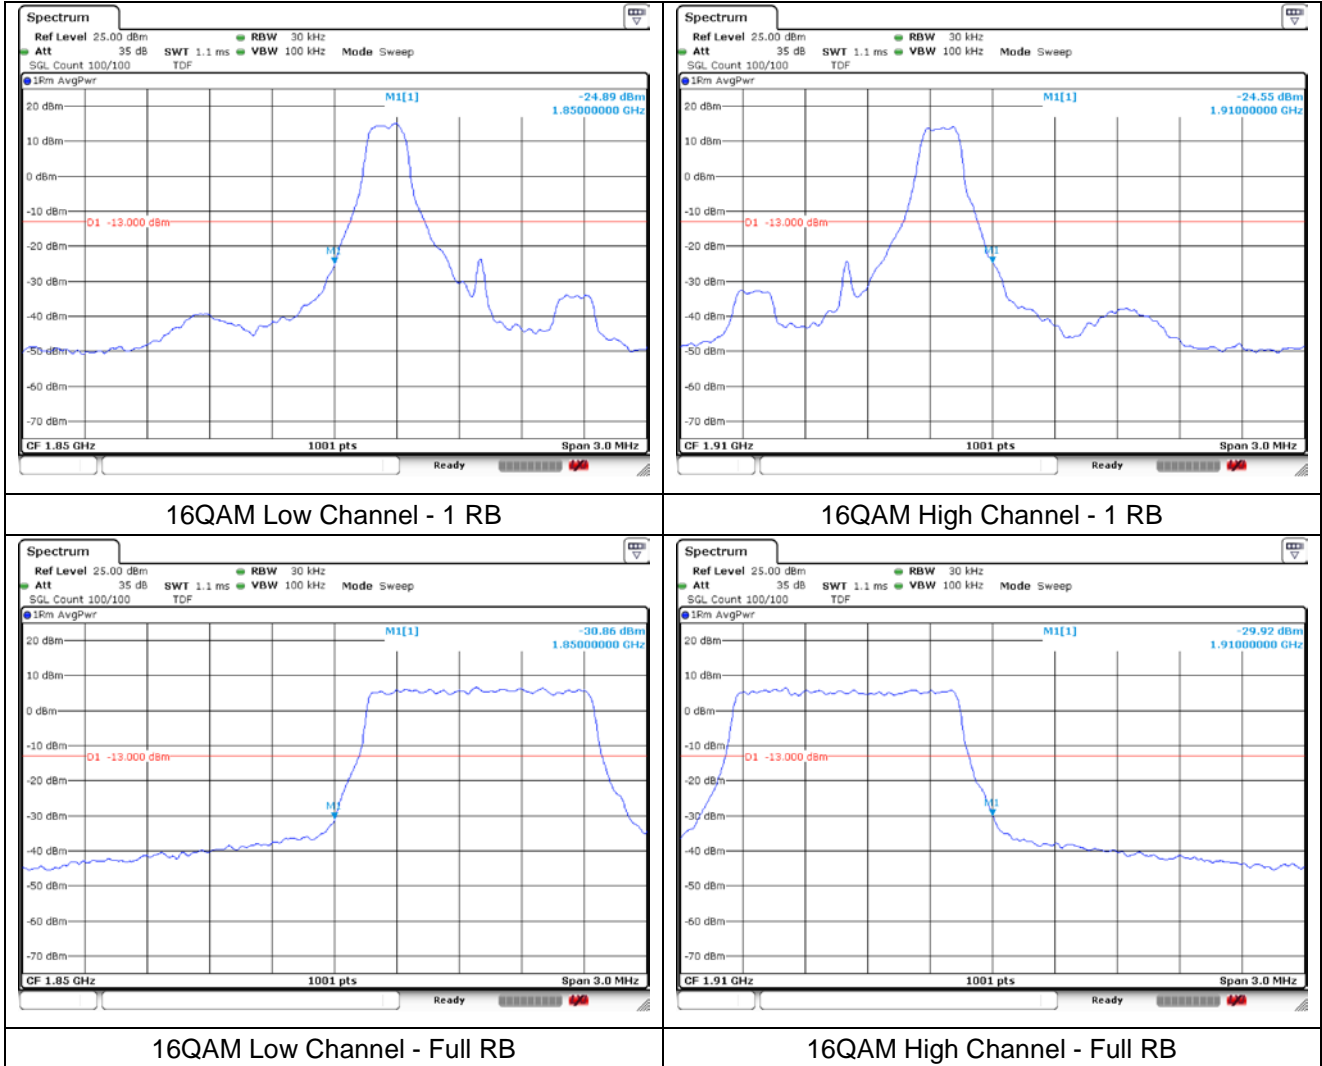 Spectrum
Ref Level 25.00 dBm RBW 30 kHz
Att 35 dB SWT 1.1 ms VBW 100 kHz Mode Sweep
SGL Count 100/100 TDF
1Rm AvgPwr
M1[1] -24.89 dBm
1.85000000 GHz
20 dBm
10 dBm
0 dBm
-10 dBm
D1 -13.000 dBm
-20 dBm
M1
-30 dBm
-40 dBm
-50 dBm
-60 dBm
-70 dBm
CF 1.85 GHz 1001 pts Span 3.0 MHz
Ready
16QAM Low Channel - 1 RB
Spectrum
Ref Level 25.00 dBm RBW 30 kHz
Att 35 dB SWT 1.1 ms VBW 100 kHz Mode Sweep
SGL Count 100/100 TDF
1Rm AvgPwr
M1[1] -24.55 dBm
1.91000000 GHz
20 dBm
10 dBm
0 dBm
-10 dBm
D1 -13.000 dBm
-20 dBm
M1
-30 dBm
-40 dBm
-50 dBm
-60 dBm
-70 dBm
CF 1.91 GHz 1001 pts Span 3.0 MHz
Ready
16QAM High Channel - 1 RB
Spectrum
Ref Level 25.00 dBm RBW 30 kHz
Att 35 dB SWT 1.1 ms VBW 100 kHz Mode Sweep
SGL Count 100/100 TDF
1Rm AvgPwr
M1[1] -30.86 dBm
1.85000000 GHz
20 dBm
10 dBm
0 dBm
-10 dBm
D1 -13.000 dBm
-20 dBm
M1
-30 dBm
-40 dBm
-50 dBm
-60 dBm
-70 dBm
CF 1.85 GHz 1001 pts Span 3.0 MHz
Ready
16QAM Low Channel - Full RB
Spectrum
Ref Level 25.00 dBm RBW 30 kHz
Att 35 dB SWT 1.1 ms VBW 100 kHz Mode Sweep
SGL Count 100/100 TDF
1Rm AvgPwr
M1[1] -29.92 dBm
1.91000000 GHz
20 dBm
10 dBm
0 dBm
-10 dBm
D1 -13.000 dBm
-20 dBm
M1
-30 dBm
-40 dBm
-50 dBm
-60 dBm
-70 dBm
CF 1.91 GHz 1001 pts Span 3.0 MHz
Ready
16QAM High Channel - Full RB